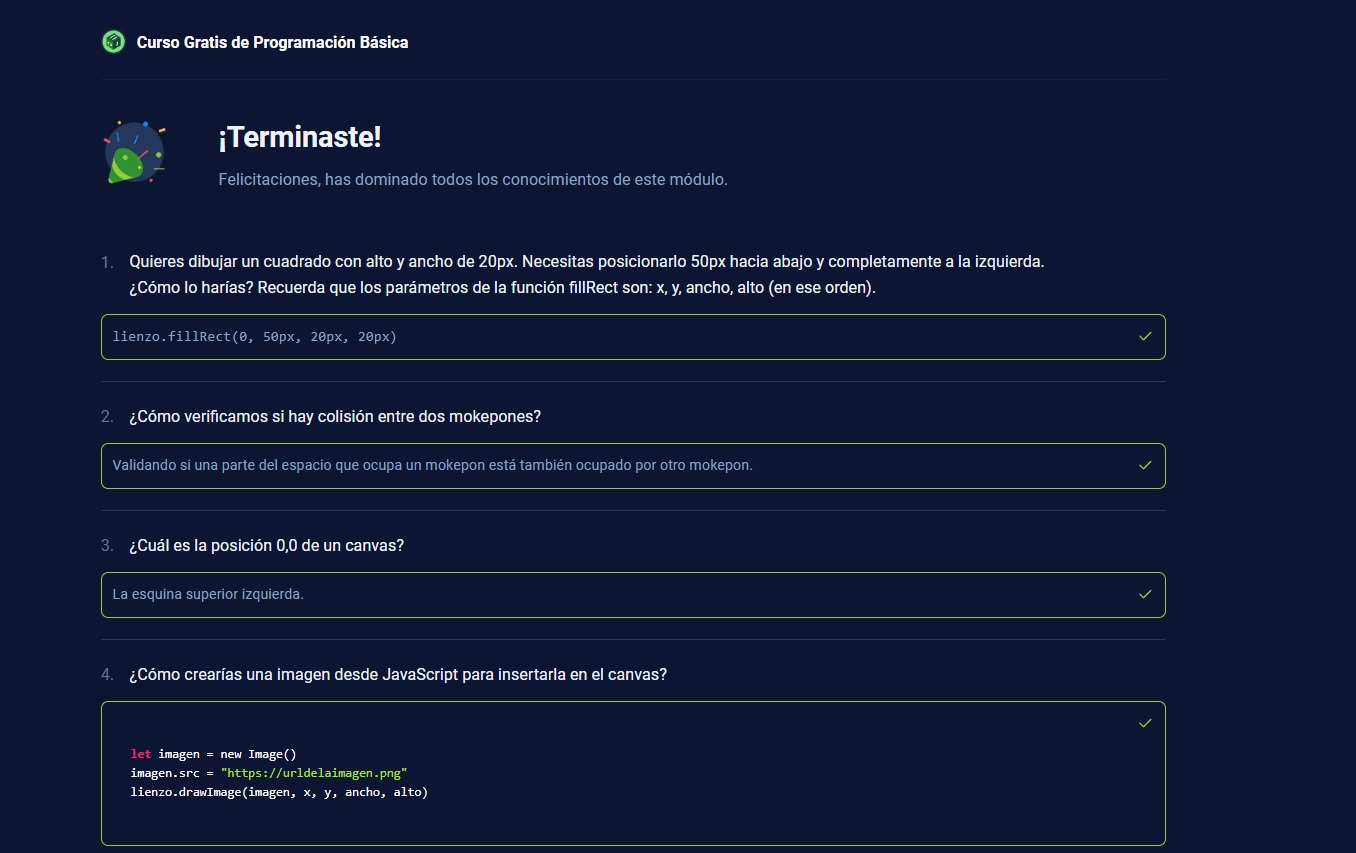 Curso Gratis de Programación Básica
¡Terminaste!
Felicitaciones, has dominado todos los conocimientos de este módulo.
1. Quieres dibujar un cuadrado con alto y ancho de 20px. Necesitas posicionarlo 50px hacia abajo y completamente a la izquierda.
¿Cómo lo harías? Recuerda que los parámetros de la función fillRect son: x, y, ancho, alto (en ese orden).
lienzo.fillRect(0, 50px, 20px, 20px)
2. ¿Cómo verificamos si hay colisión entre dos mokepones?
Validando si una parte del espacio que ocupa un mokepon está también ocupado por otro mokepon.
3. ¿Cuál es la posición 0,0 de un canvas?
La esquina superior izquierda.
4. ¿Cómo crearías una imagen desde JavaScript para insertarla en el canvas?
let imagen = new Image()
imagen.src = "https://urldelaimagen.png"
lienzo.drawImage(imagen, x, y, ancho, alto)